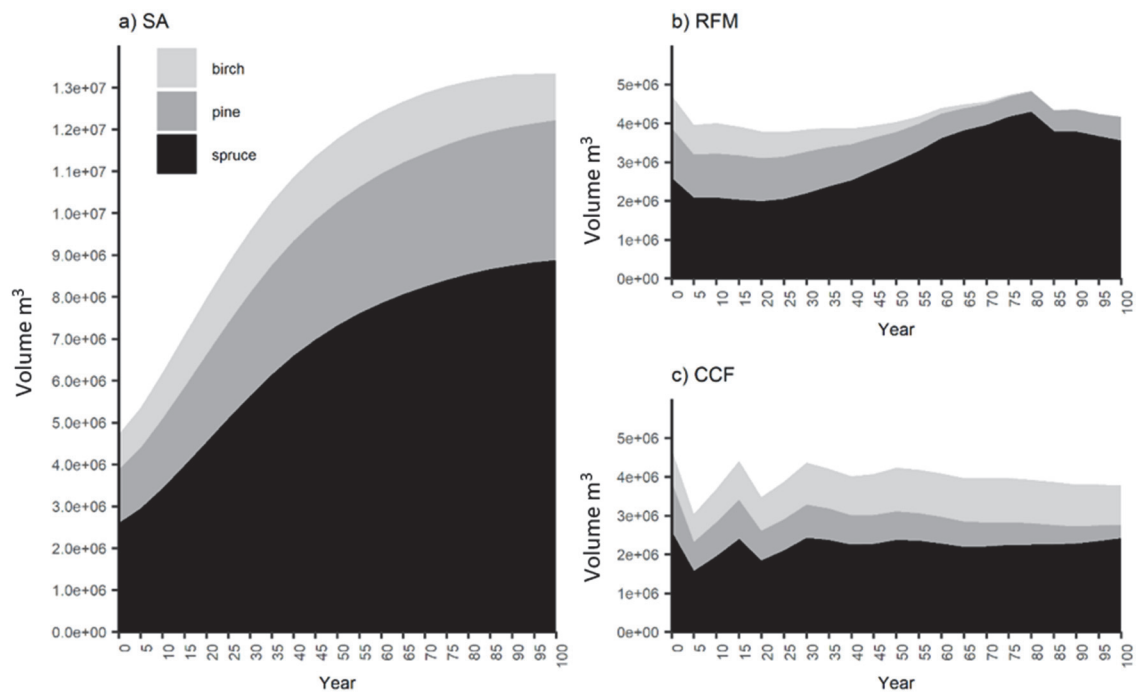 a) SA
birch
pine
spruce
1.3e+07
1.2e+07
1.1e+07
1.0e+07
9.0e+06
8.0e+06
7.0e+06
6.0e+06
5.0e+06
4.0e+06
3.0e+06
2.0e+06
1.0e+06
0.0e+00
Volume m³
0 5 10 15 20 25 30 35 40 45 50 55 60 65 70 75 80 85 90 95 100
Year
b) RFM
5e+06
4e+06
3e+06
2e+06
1e+06
0e+00
Volume m³
0 5 10 15 20 25 30 35 40 45 50 55 60 65 70 75 80 85 90 95 100
Year
c) CCF
5e+06
4e+06
3e+06
2e+06
1e+06
0e+00
Volume m³
0 5 10 15 20 25 30 35 40 45 50 55 60 65 70 75 80 85 90 95 100
Year